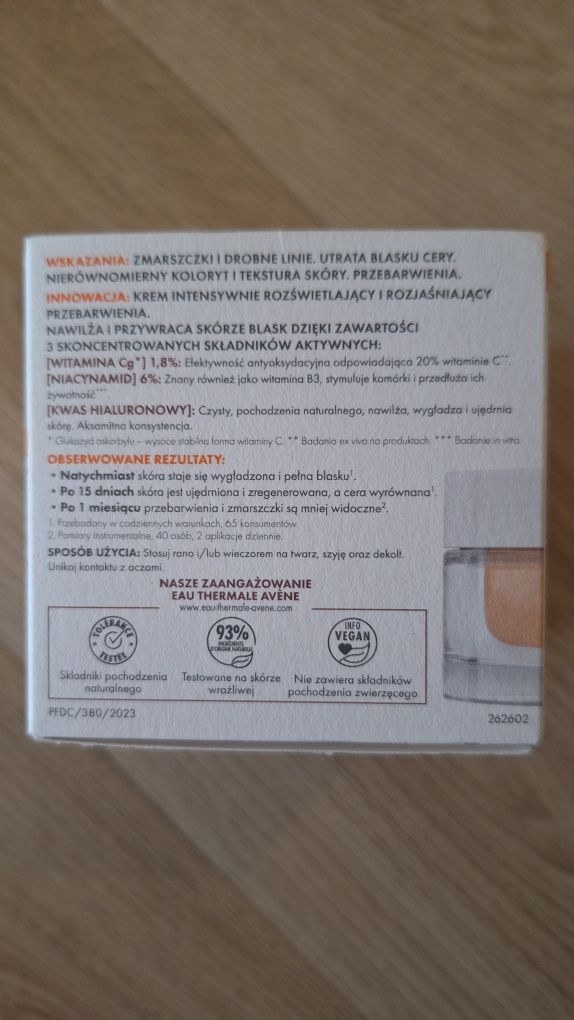 WSKAZANIA: ZMARSZCZKI I DROBNE LINIE. UTRATA BLASKU CERY.
NIERÓWNOMIERNY KOLORYT I TEKSTURA SKÓRY. PRZEBARWIENIA.
INNOWACJA: KREM INTENSYWNIE ROZŚWIETLAJĄCY I ROZJAŚNIAJĄCY
PRZEBARWIENIA.
NAWILŻA I PRZYWRACA SKÓRZE BLASK DZIĘKI ZAWARTOŚCI
3 SKONCENTROWANYCH SKŁADNIKÓW AKTYWNYCH:
[WITAMINA Cg*] 1,8%: Efektywność antyoksydacyjna odpowiadająca 20% witaminie C**.
[NIACYNAMID] 6%: Znany również jako witamina B3, stymuluje komórki i przedłuża ich
żywotność***.
[KWAS HIALURONOWY]: Czysty, pochodzenia naturalnego, nawilża, wygładza i ujędrnia
skórę. Aksamitna konsystencja.
* Glukozyd askorbylu – wysoce stabilna forma witaminy C. ** Badania ex vivo na produktach. *** Badanie in vitro.
OBSERWOWANE REZULTATY:
• Natychmiast skóra staje się wygładzona i pełna blasku¹.
• Po 15 dniach skóra jest ujędrniona i zregenerowana, a cera wyrównana¹.
• Po 1 miesiącu przebarwienia i zmarszczki są mniej widoczne².
1. Przebadany w codziennych warunkach, 65 konsumentów.
2. Pomiary instrumentalne, 40 osób, 2 aplikacje dziennie.
SPOSÓB UŻYCIA: Stosuj rano i/lub wieczorem na twarz, szyję oraz dekolt.
Unikaj kontaktu z oczami.
NASZE ZAANGAŻOWANIE
EAU THERMALE AVÈNE
www.eau-thermale-avene.com
TOLERANCE
TESTED
93%
INGREDIENTS
D'ORIGINE NATURELLE
INFO
VEGAN
Składniki pochodzenia
naturalnego
Testowane na skórze
wrażliwej
Nie zawiera składników
pochodzenia zwierzęcego
PFDC/380/2023
262602